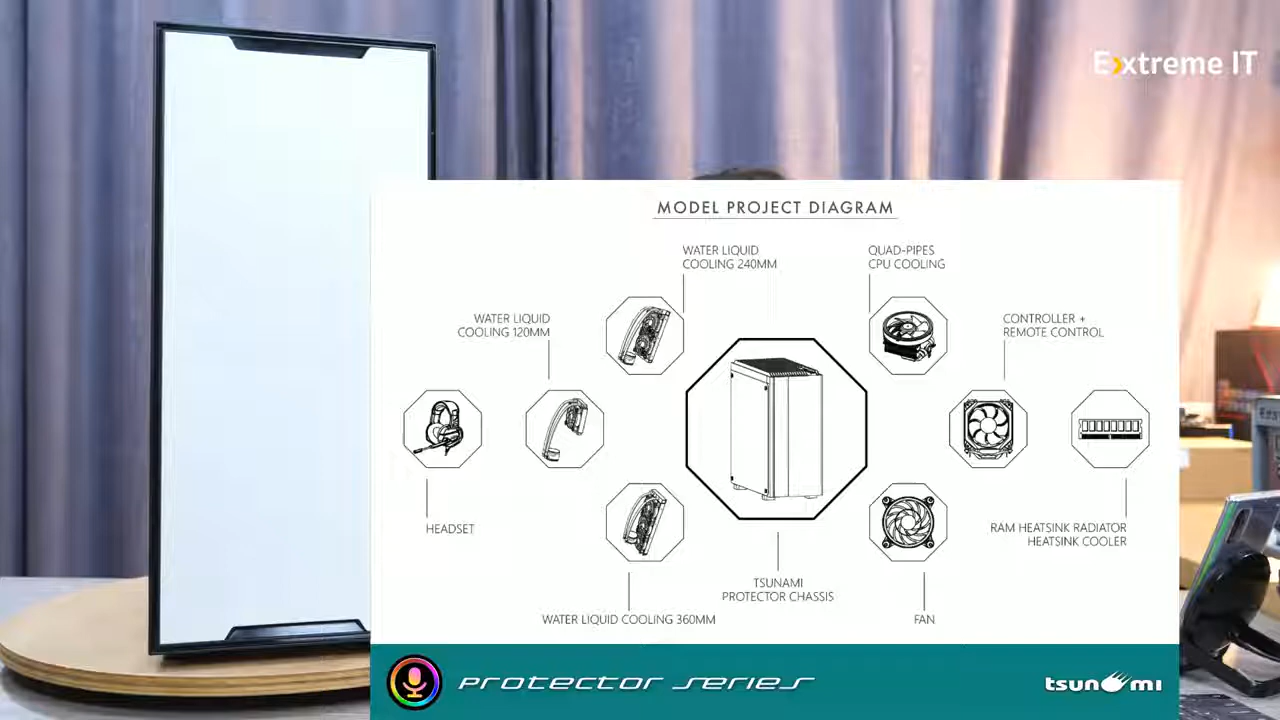 Extreme IT
MODEL PROJECT DIAGRAM
WATER LIQUID
COOLING 240MM
QUAD-PIPES
CPU COOLING
WATER LIQUID
COOLING 120MM
CONTROLLER +
REMOTE CONTROL
HEADSET
RAM HEATSINK RADIATOR
HEATSINK COOLER
TSUNAMI
PROTECTOR CHASSIS
WATER LIQUID COOLING 360MM
FAN
PROTECTOR SERIES
tsunami